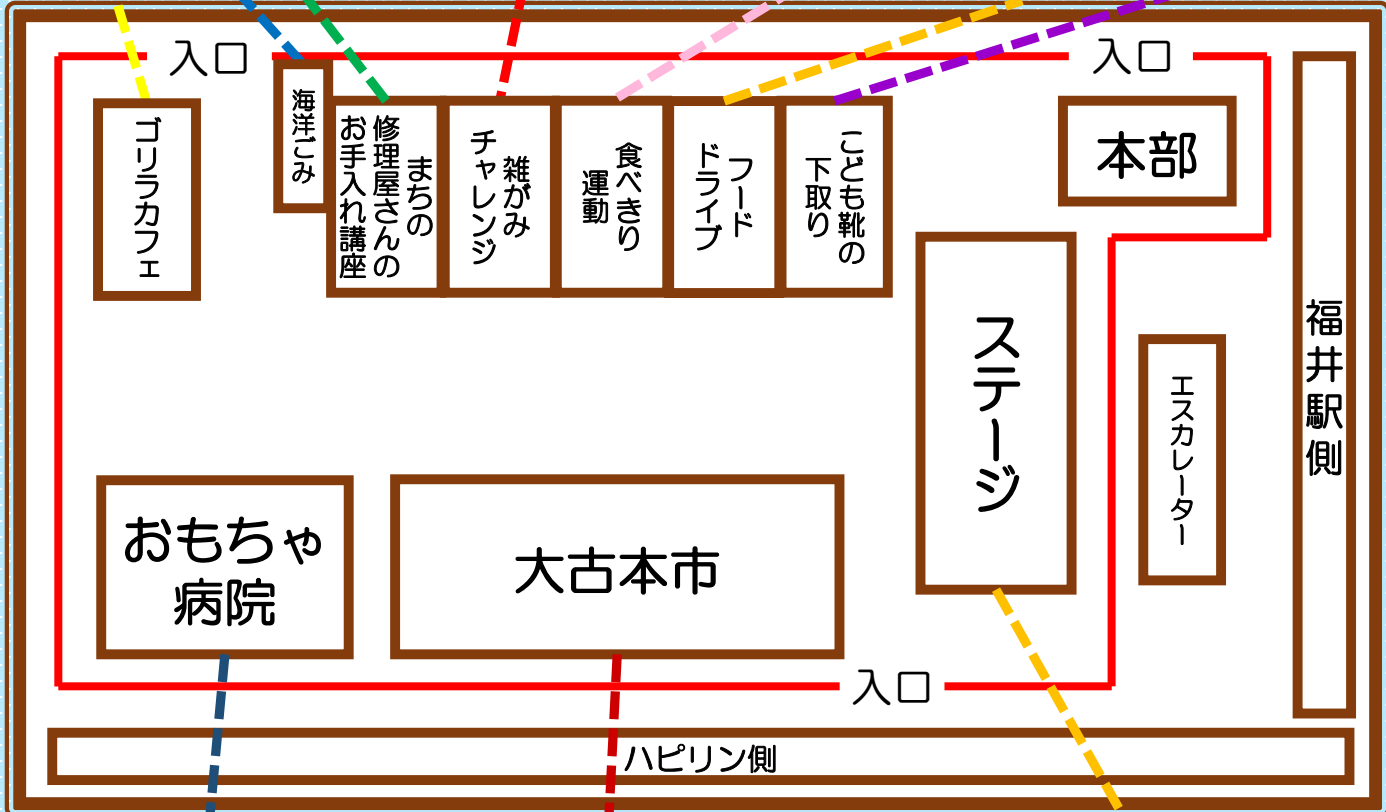 入口
入口
ゴリラカフェ
海洋ごみ
まちの
修理屋さんの
お手入れ講座
雑がみ
チャレンジ
食べきり
運動
フード
ドライブ
こども靴の
下取り
本部
ステージ
エスカレーター
福井駅側
おもちゃ
病院
大古本市
入口
ハピリン側